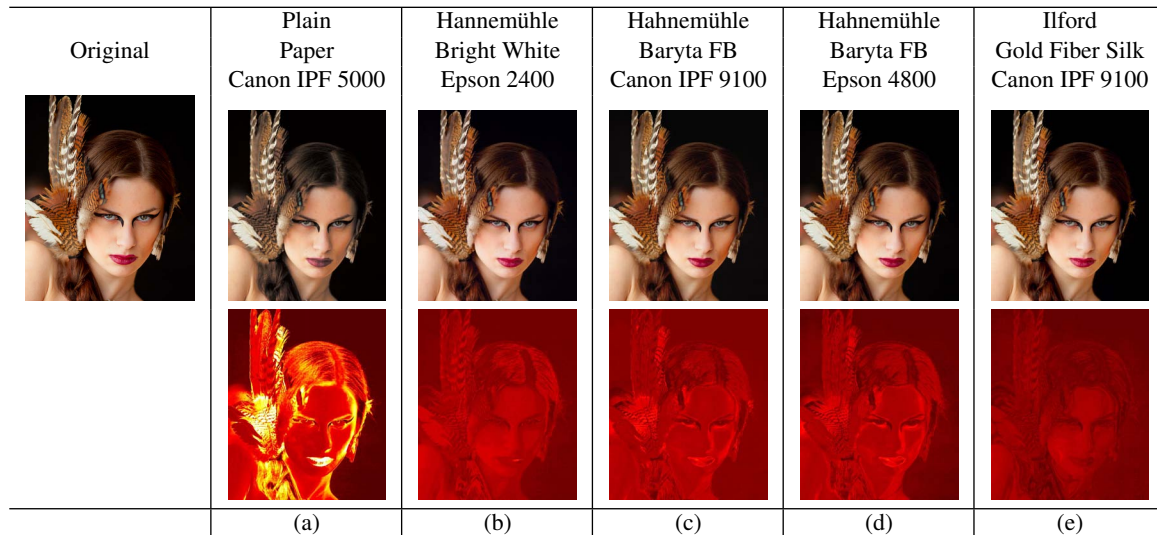 Original
Plain
Paper
Canon IPF 5000
Hannemühle
Bright White
Epson 2400
Hahnemühle
Baryta FB
Canon IPF 9100
Hahnemühle
Baryta FB
Epson 4800
Ilford
Gold Fiber Silk
Canon IPF 9100
(a)
(b)
(c)
(d)
(e)